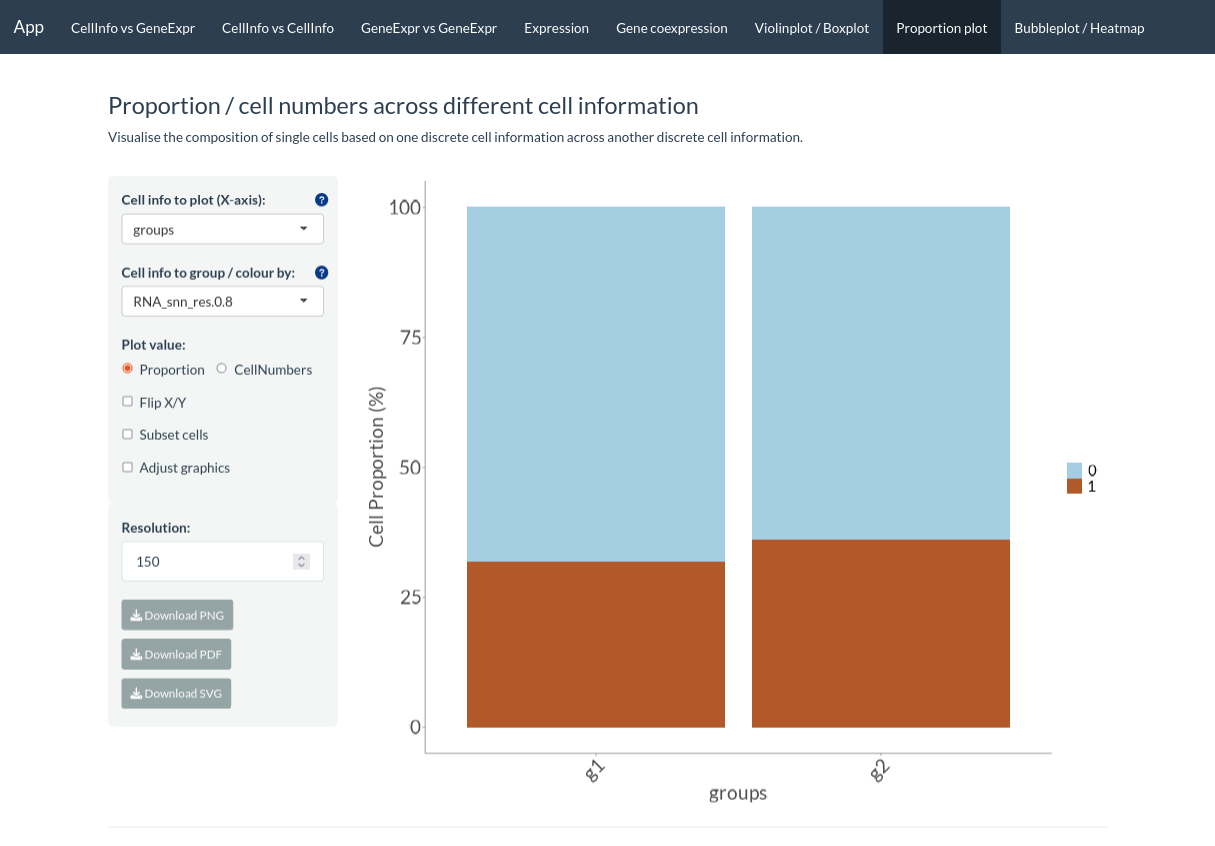 App CellInfo vs GeneExpr CellInfo vs CellInfo GeneExpr vs GeneExpr Expression Gene coexpression Violinplot / Boxplot Proportion plot Bubbleplot / Heatmap
Proportion / cell numbers across different cell information
Visualise the composition of single cells based on one discrete cell information across another discrete cell information.
Cell info to plot (X-axis): ?
groups
Cell info to group / colour by: ?
RNA_snn_res.0.8
Plot value:
Proportion CellNumbers
Flip X/Y
Subset cells
Adjust graphics
Resolution:
150
Download PNG
Download PDF
Download SVG
Cell Proportion (%)
100
75
50
25
0
g1 g2
groups
0
1